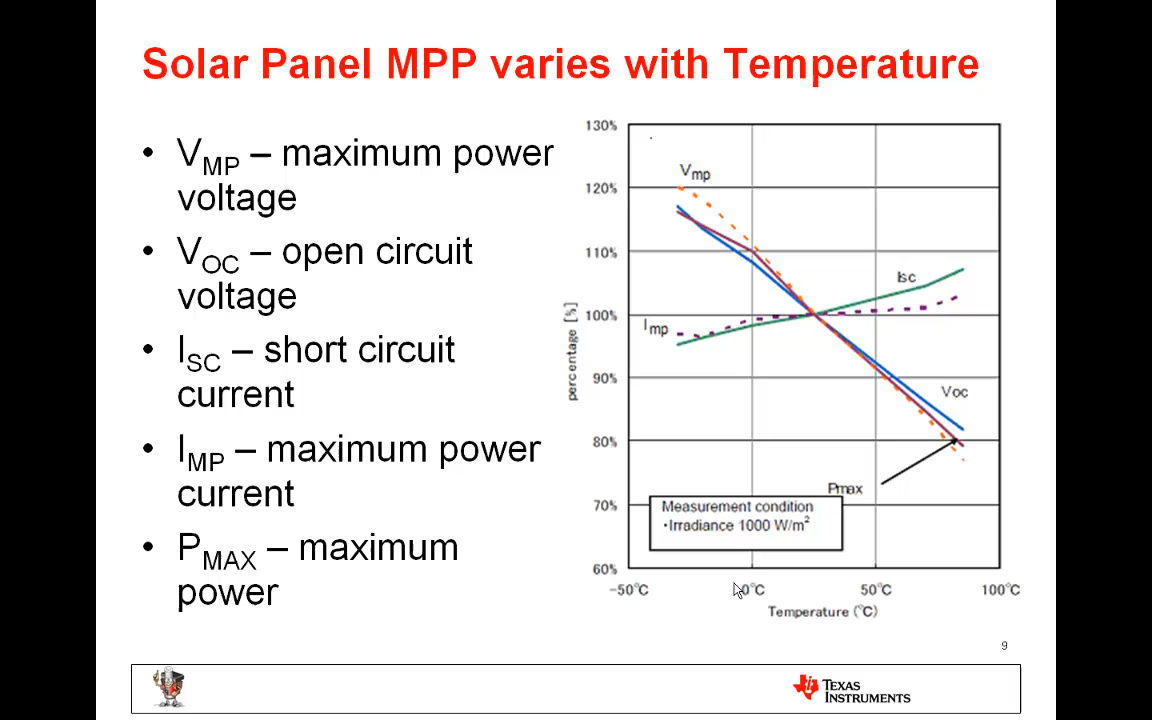 Solar Panel MPP varies with Temperature
• VMP – maximum power
voltage
• VOC – open circuit
voltage
• ISC – short circuit
current
• IMP – maximum power
current
• PMAX – maximum
power
130%
120%
110%
100%
90%
80%
70%
60%
percentage [%]
Vmp
Isc
Imp
Voc
Pmax
Measurement condition
・Irradiance 1000 W/m2
-50℃ 0℃ 50℃ 100℃
Temperature (℃)
9
TEXAS
INSTRUMENTS